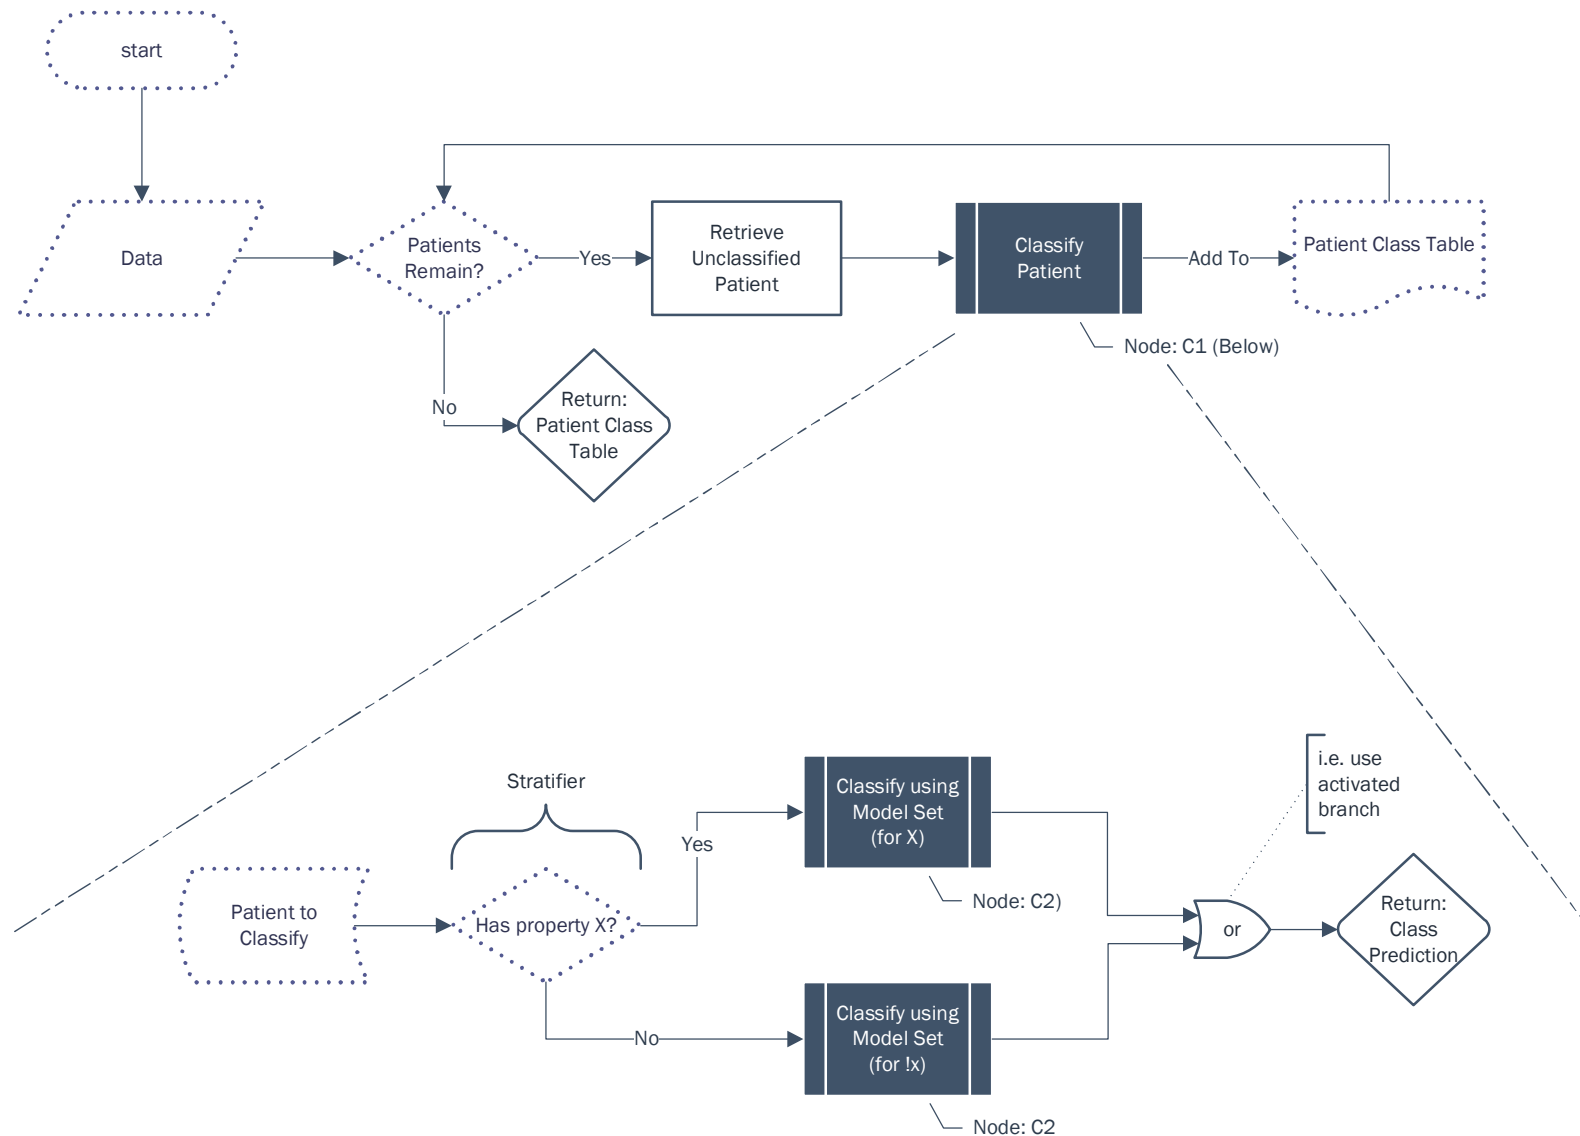 start
Data
Patients
Remain?
Yes
Retrieve
Unclassified
Patient
Classify
Patient
Add To
Patient Class Table
Node: C1 (Below)
No
Return:
Patient Class
Table
Stratifier
Patient to
Classify
Has property X?
Yes
Classify using
Model Set
(for X)
Node: C2)
No
Classify using
Model Set
(for !x)
Node: C2
i.e. use
activated
branch
or
Return:
Class
Prediction